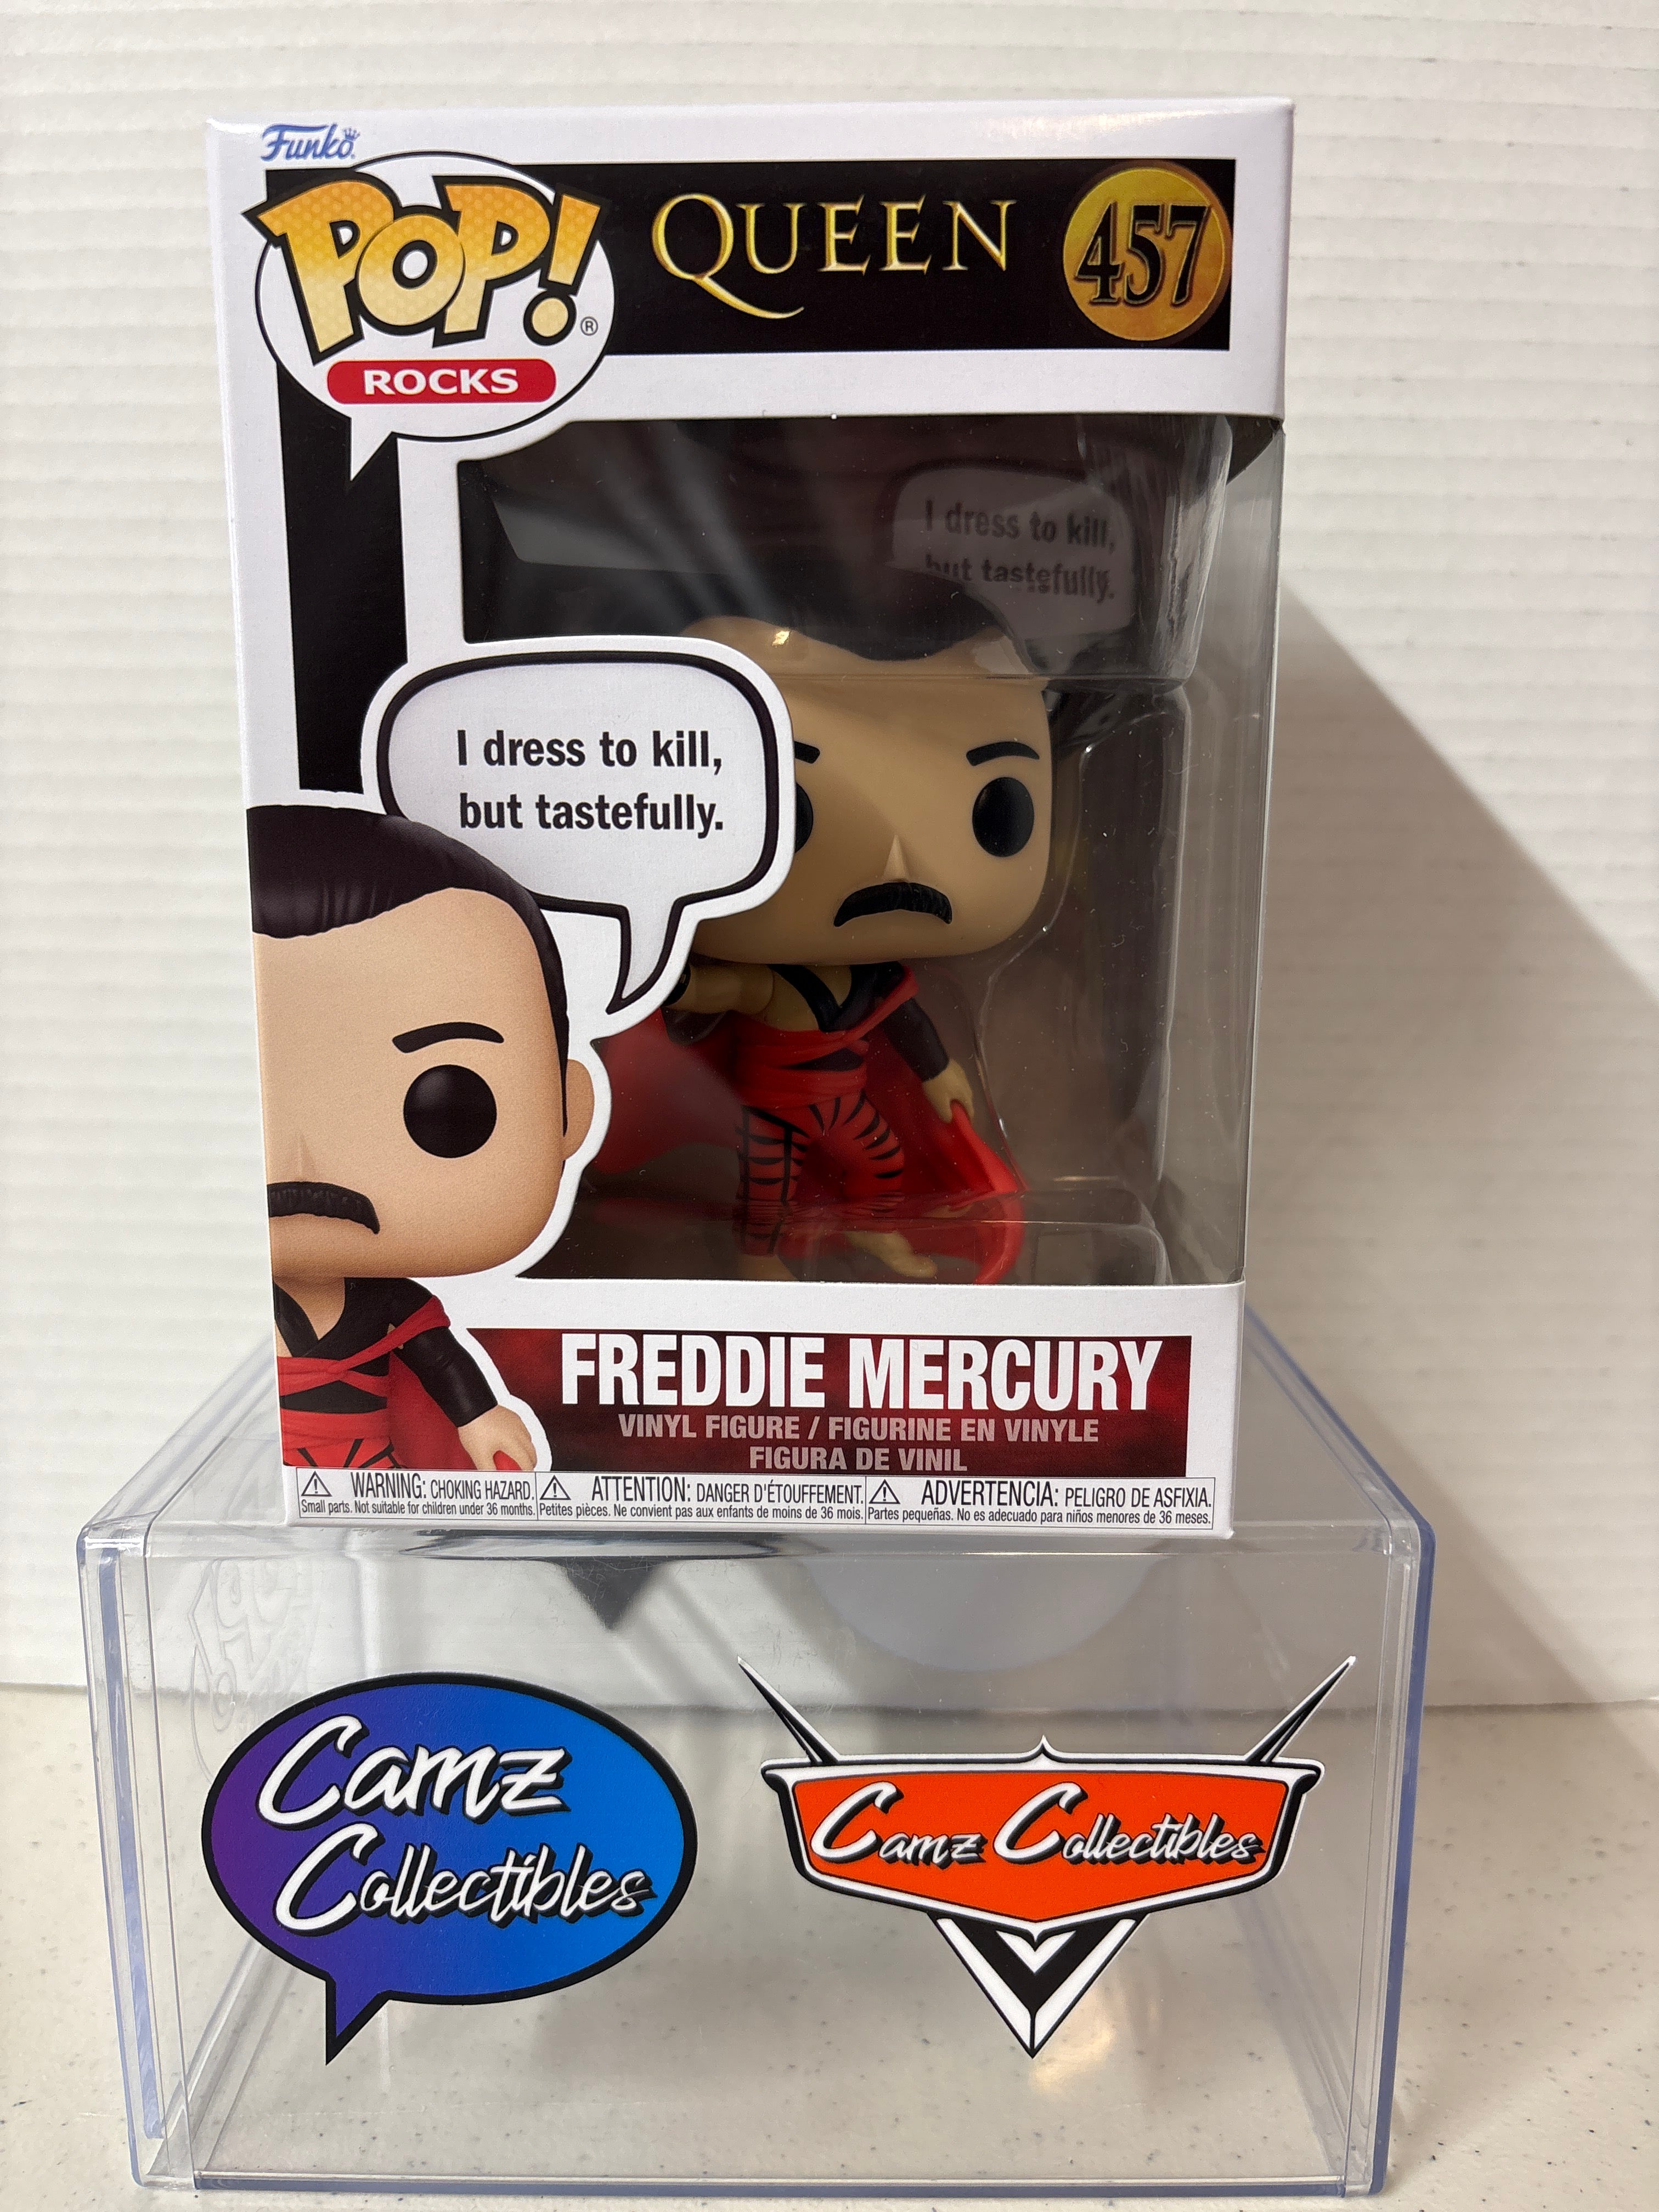 Funko
POP!®
ROCKS
QUEEN
457
I dress to kill,
but tastefully.
I dress to kill,
but tastefully.
FREDDIE MERCURY
VINYL FIGURE / FIGURINE EN VINYLE
FIGURA DE VINIL
WARNING: CHOKING HAZARD.
Small parts. Not suitable for children under 36 months.
ATTENTION: DANGER D'ÉTOUFFEMENT.
Petites pièces. Ne convient pas aux enfants de moins de 36 mois.
ADVERTENCIA: PELIGRO DE ASFIXIA.
Partes pequeñas. No es adecuado para niños menores de 36 meses.
Camz
Collectibles
Camz Collectibles